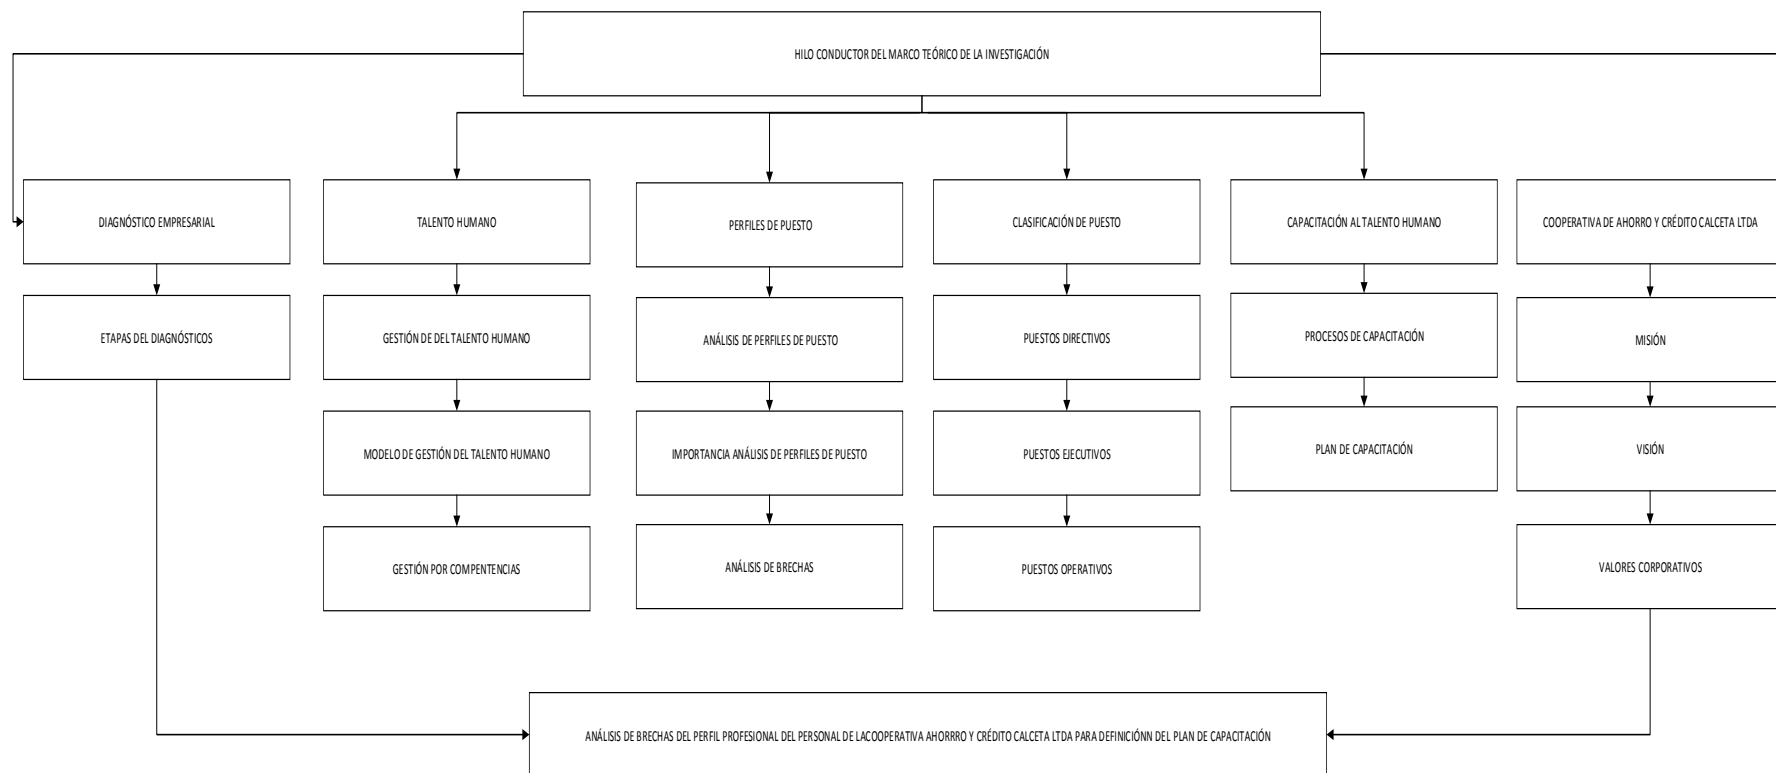 HILO CONDUCTOR DEL MARCO TEÓRICO DE LA INVESTIGACIÓN
DIAGNÓSTICO EMPRESARIAL
TALENTO HUMANO
PERFILES DE PUESTO
CLASIFICACIÓN DE PUESTO
CAPACITACIÓN AL TALENTO HUMANO
COOPERATIVA DE AHORRO Y CRÉDITO CALCETA LTDA
ETAPAS DEL DIAGNÓSTICOS
GESTIÓN DE DEL TALENTO HUMANO
ANÁLISIS DE PERFILES DE PUESTO
PUESTOS DIRECTIVOS
PROCESOS DE CAPACITACIÓN
MISIÓN
MODELO DE GESTIÓN DEL TALENTO HUMANO
IMPORTANCIA ANÁLISIS DE PERFILES DE PUESTO
PUESTOS EJECUTIVOS
PLAN DE CAPACITACIÓN
VISIÓN
GESTIÓN POR COMPENTENCIAS
ANÁLISIS DE BRECHAS
PUESTOS OPERATIVOS
VALORES CORPORATIVOS
ANÁLISIS DE BRECHAS DEL PERFIL PROFESIONAL DEL PERSONAL DE LACOOPERATIVA AHORRRO Y CRÉDITO CALCETA LTDA PARA DEFINICIÓNN DEL PLAN DE CAPACITACIÓN